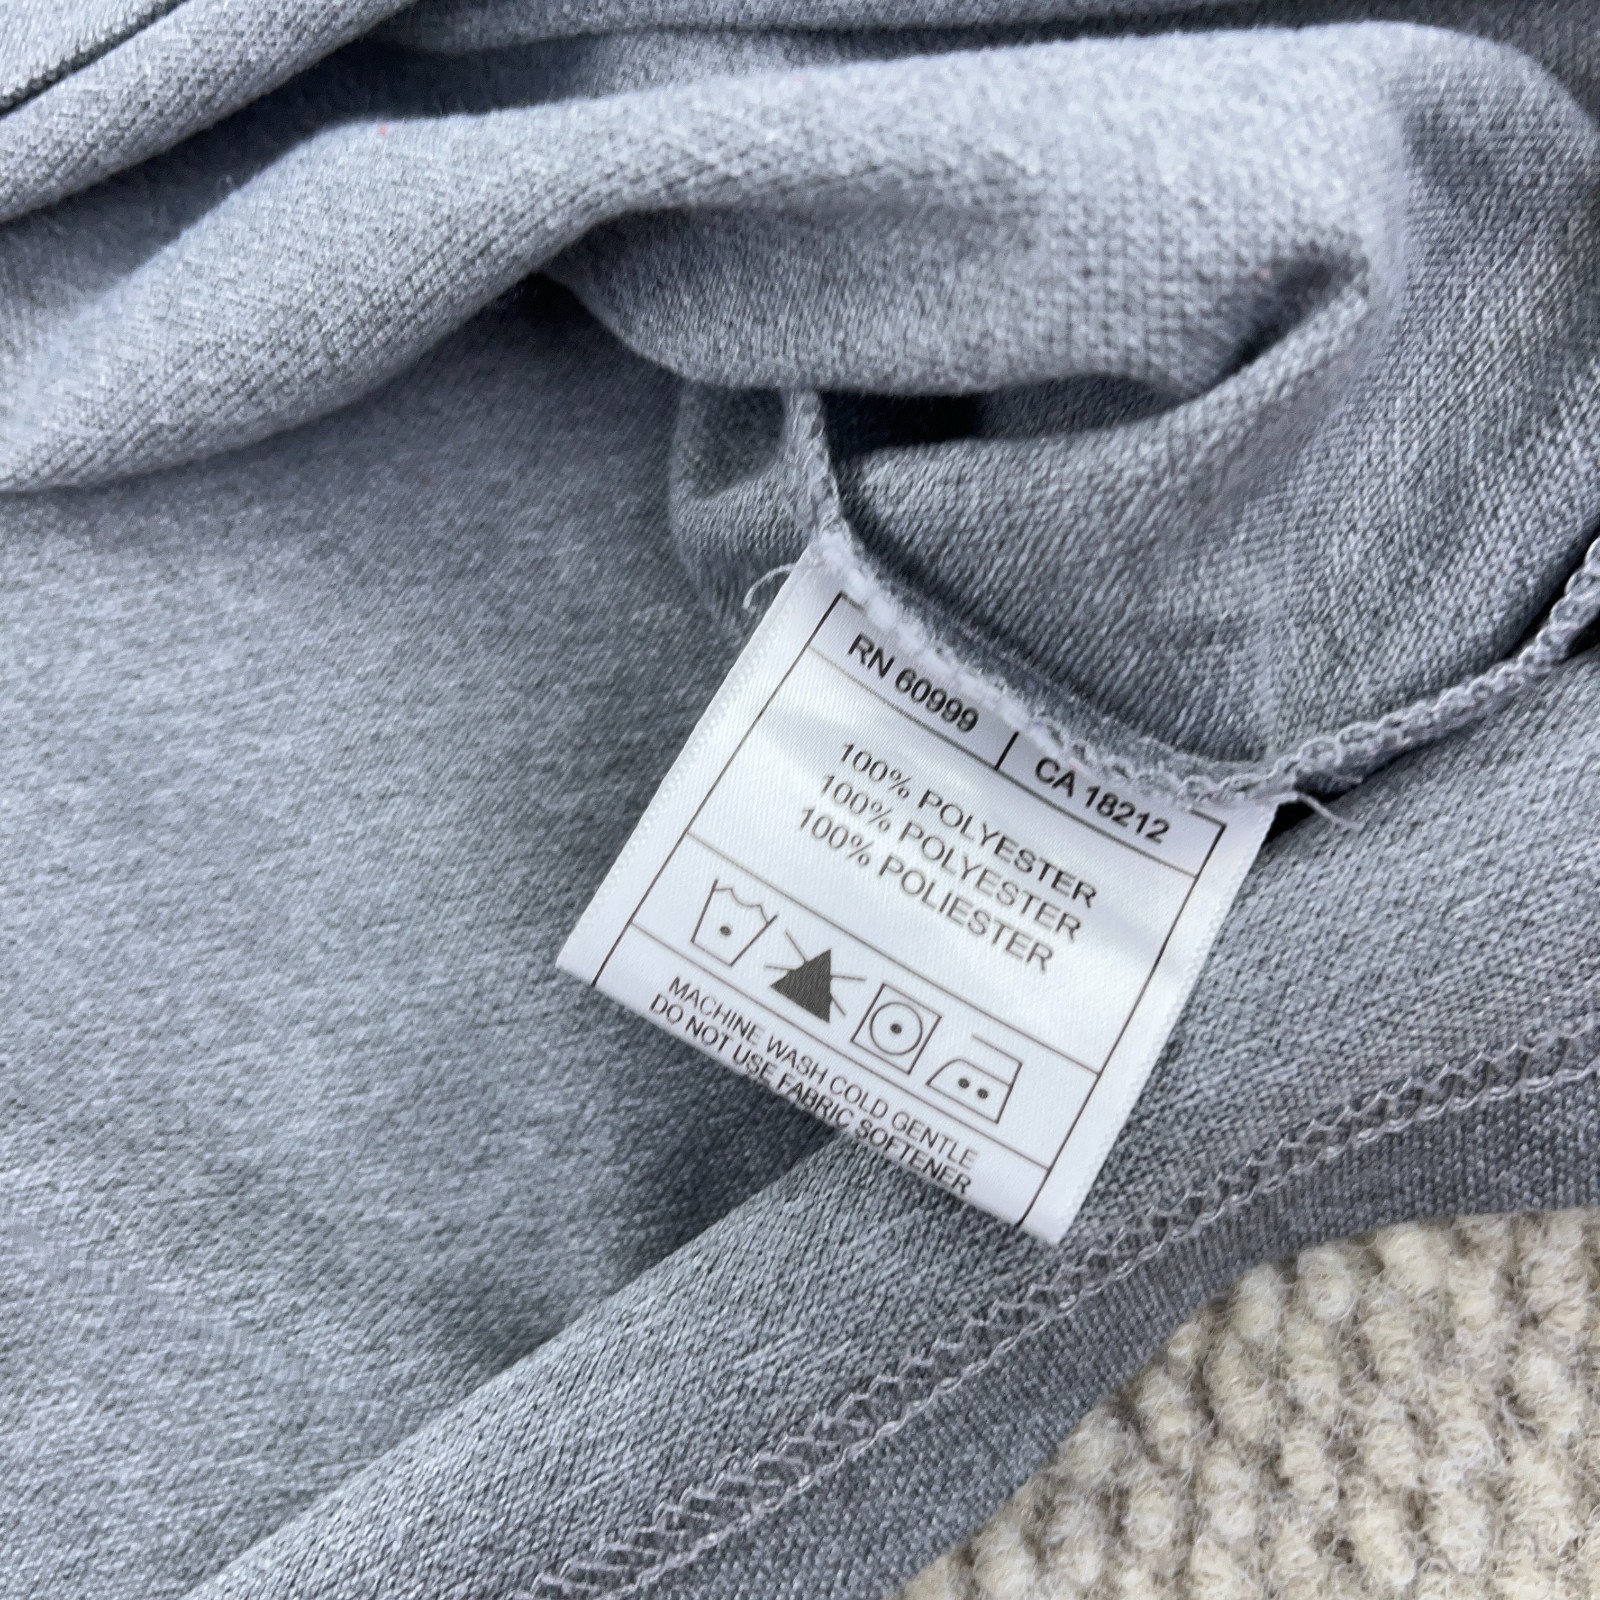 RN 60999 | CA 18212
100% POLYESTER
100% POLYESTER
100% POLIESTER
MACHINE WASH COLD GENTLE
DO NOT USE FABRIC SOFTENER